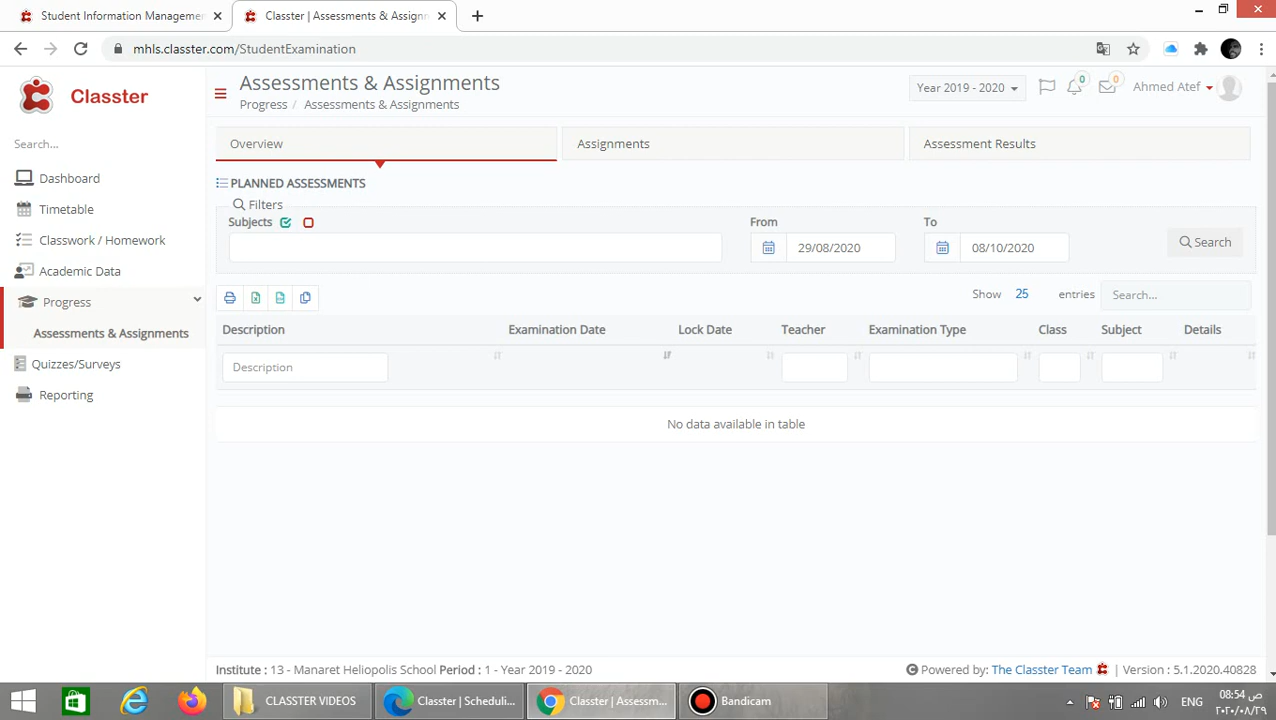 Student Information Managemen
Classter | Assessments & Assignm
mhls.classter.com/StudentExamination
Classter
Assessments & Assignments
Progress / Assessments & Assignments
Year 2019 - 2020
0
0
Ahmed Atef
Search...
Dashboard
Timetable
Classwork / Homework
Academic Data
Progress
Assessments & Assignments
Quizzes/Surveys
Reporting
Overview
Assignments
Assessment Results
PLANNED ASSESSMENTS
Filters
Subjects
From
To
29/08/2020
08/10/2020
Search
Show 25 entries
Search...
Description
Examination Date
Lock Date
Teacher
Examination Type
Class
Subject
Details
Description
No data available in table
Institute : 13 - Manaret Heliopolis School Period : 1 - Year 2019 - 2020
Powered by: The Classter Team
| Version : 5.1.2020.40828
CLASSTER VIDEOS
Classter | Scheduli...
Classter | Assessm...
Bandicam
ENG
08:54 ص
٢٠٢٠/٠٨/٢٩